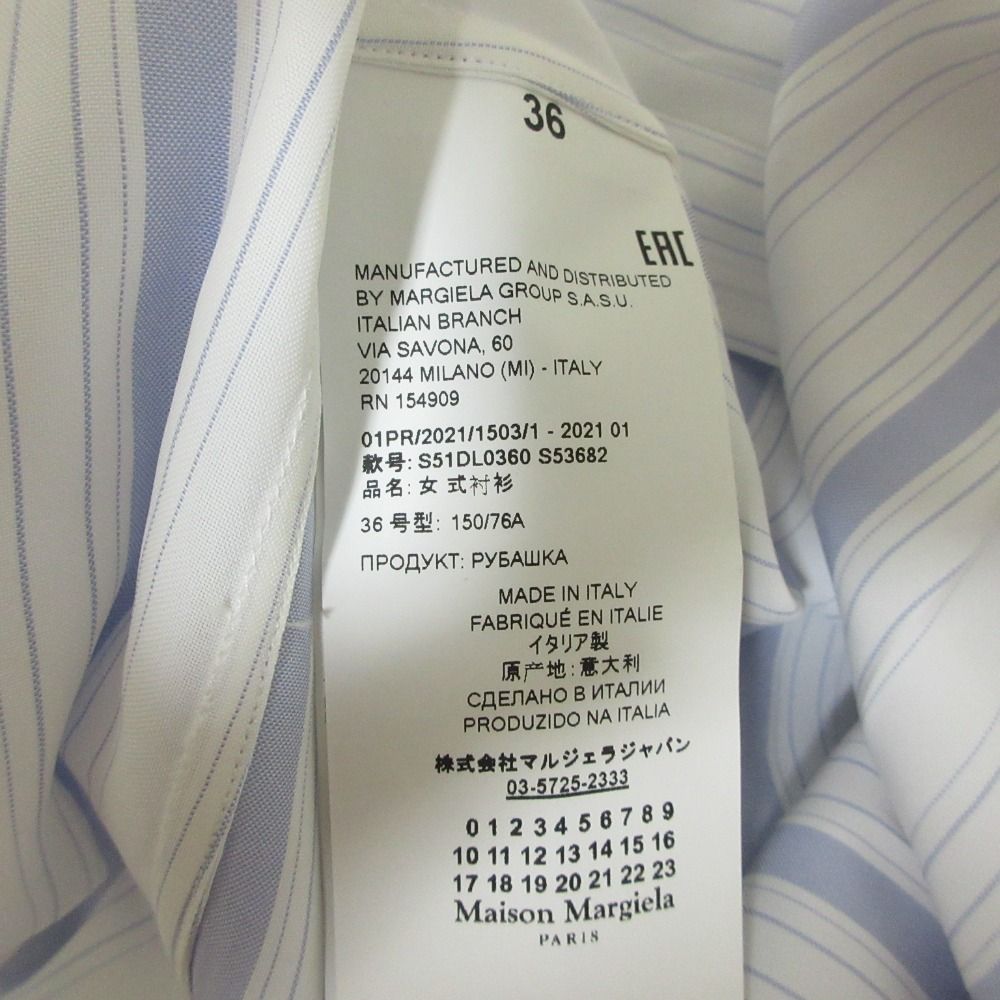 36
EAC
MANUFACTURED AND DISTRIBUTED
BY MARGIELA GROUP S.A.S.U.
ITALIAN BRANCH
VIA SAVONA, 60
20144 MILANO (MI) - ITALY
RN 154909
01PR/2021/1503/1 - 2021 01
款号: S51DL0360 S53682
品名: 女 式衬衫
36 号型: 150/76A
ПРОДУКТ: РУБАШКА
MADE IN ITALY
FABRIQUÉ EN ITALIE
イタリア製
原产地: 意大利
СДЕЛАНО В ИТАЛИИ
PRODUZIDO NA ITALIA
株式会社マルジェラジャパン
03-5725-2333
0 1 2 3 4 5 6 7 8 9
10 11 12 13 14 15 16
17 18 19 20 21 22 23
Maison Margiela
PARIS